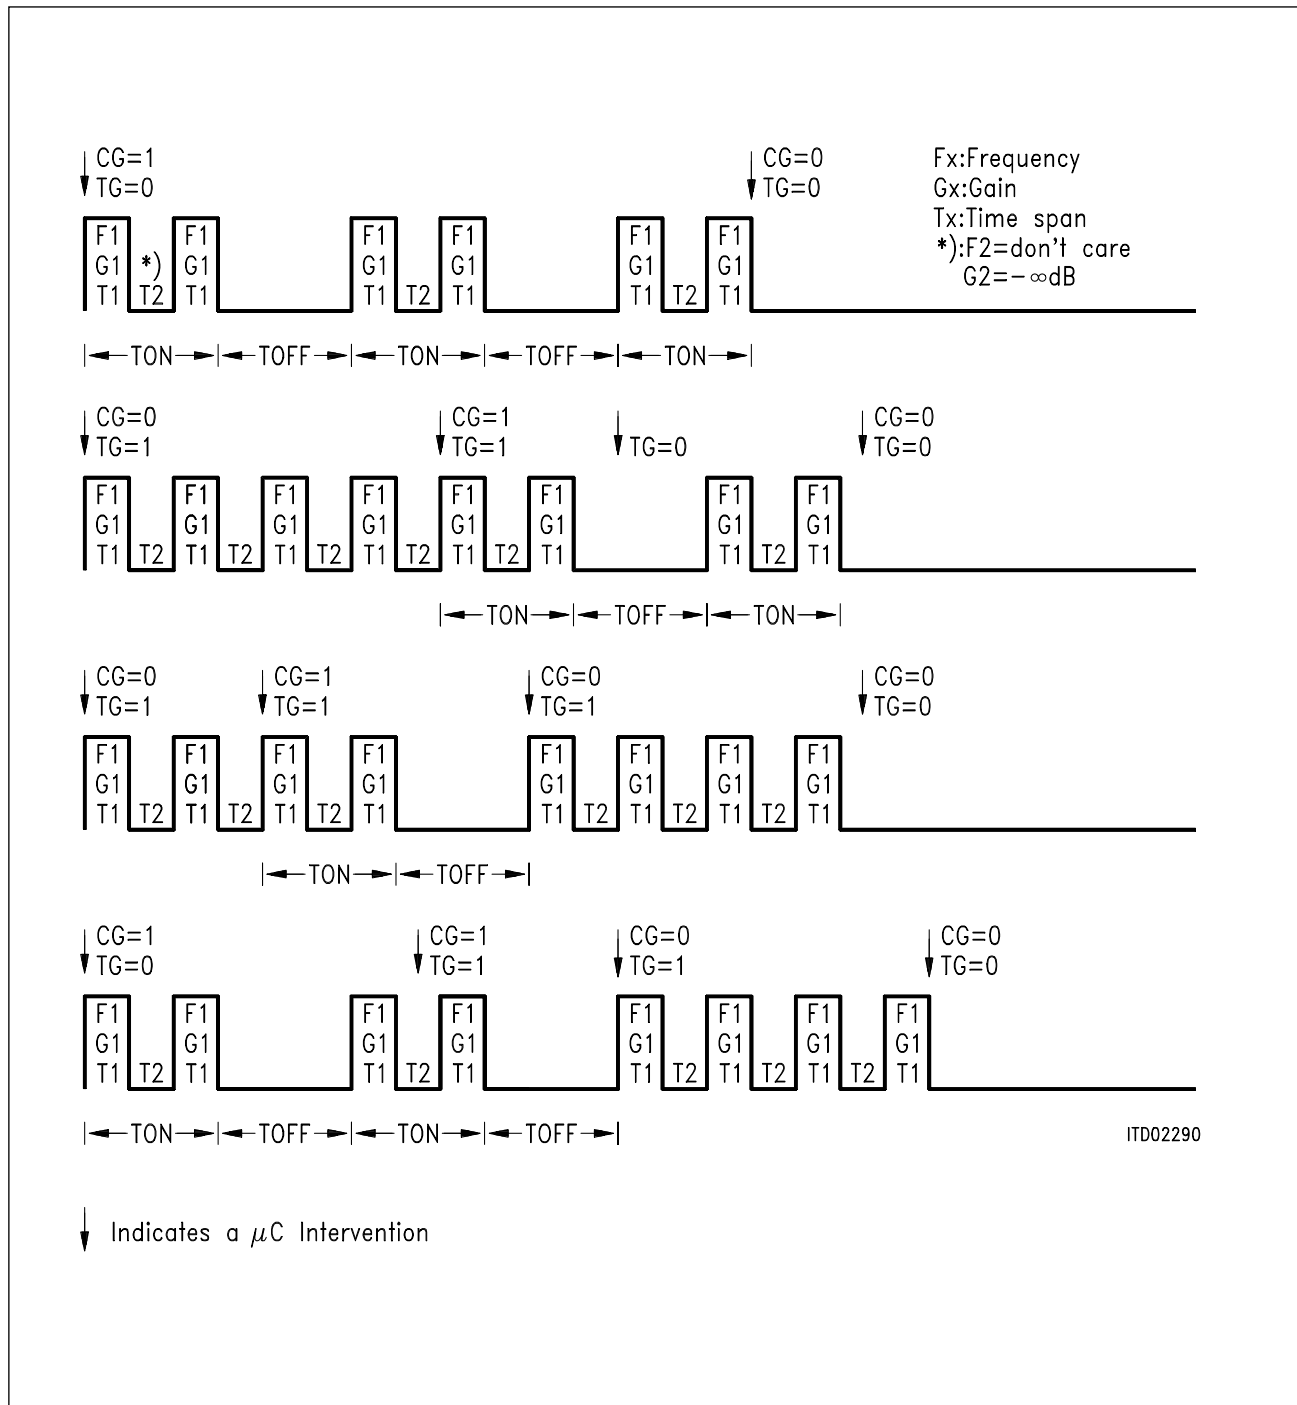 CG=1 CG=0 Fx:Frequency
TG=0 TG=0 Gx:Gain
Tx:Time span
F1 F1 F1 F1 F1 F1 *):F2=don't care
G1 *) G1 G1 G1 G1 G1 G2=-∞dB
T1 T2 T1 T1 T2 T1 T1 T2 T1
TON TOFF TON TOFF TON
CG=0 CG=1 CG=0
TG=1 TG=1 TG=0 TG=0
F1 F1 F1 F1 F1 F1 F1 F1
G1 G1 G1 G1 G1 G1 G1 G1
T1 T2 T1 T2 T1 T2 T1 T2 T1 T2 T1 T1 T2 T1
TON TOFF TON
CG=0 CG=1 CG=0 CG=0
TG=1 TG=1 TG=1 TG=0
F1 F1 F1 F1 F1 F1 F1 F1
G1 G1 G1 G1 G1 G1 G1 G1
T1 T2 T1 T2 T1 T2 T1 T1 T2 T1 T2 T1 T2 T1
TON TOFF
CG=1 CG=1 CG=0 CG=0
TG=0 TG=1 TG=1 TG=0
F1 F1 F1 F1 F1 F1 F1 F1
G1 G1 G1 G1 G1 G1 G1 G1
T1 T2 T1 T1 T2 T1 T1 T2 T1 T2 T1 T2 T1
TON TOFF TON TOFF ITD02290
Indicates a μC Intervention